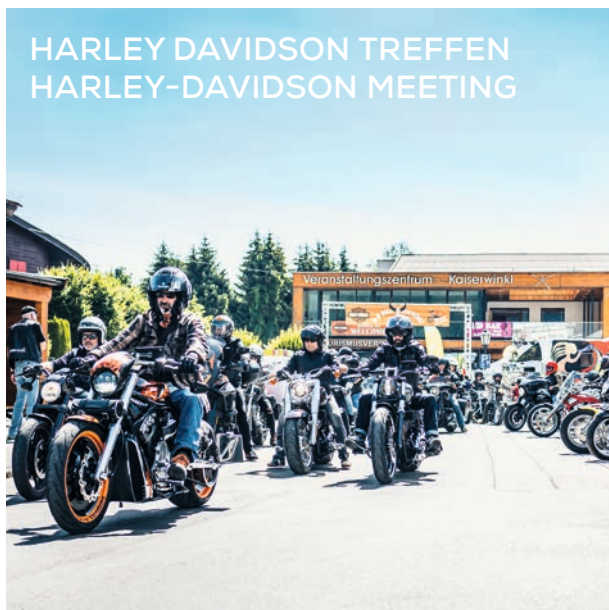 HARLEY DAVIDSON TREFFEN
HARLEY-DAVIDSON MEETING
Veranstaltungszentrum Kaiserwinkl
WELCOME